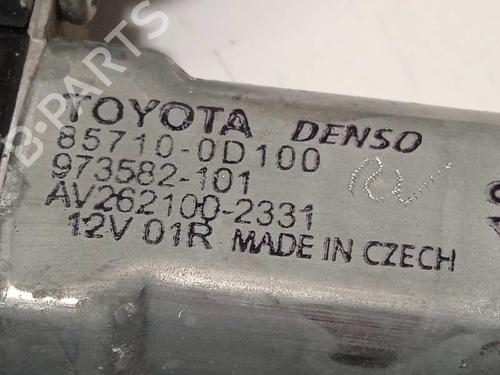 TOYOTA DENSO
85710-0D100
973582-101
AV262100-2331
12V 01R MADE IN CZECH
B-PARTS